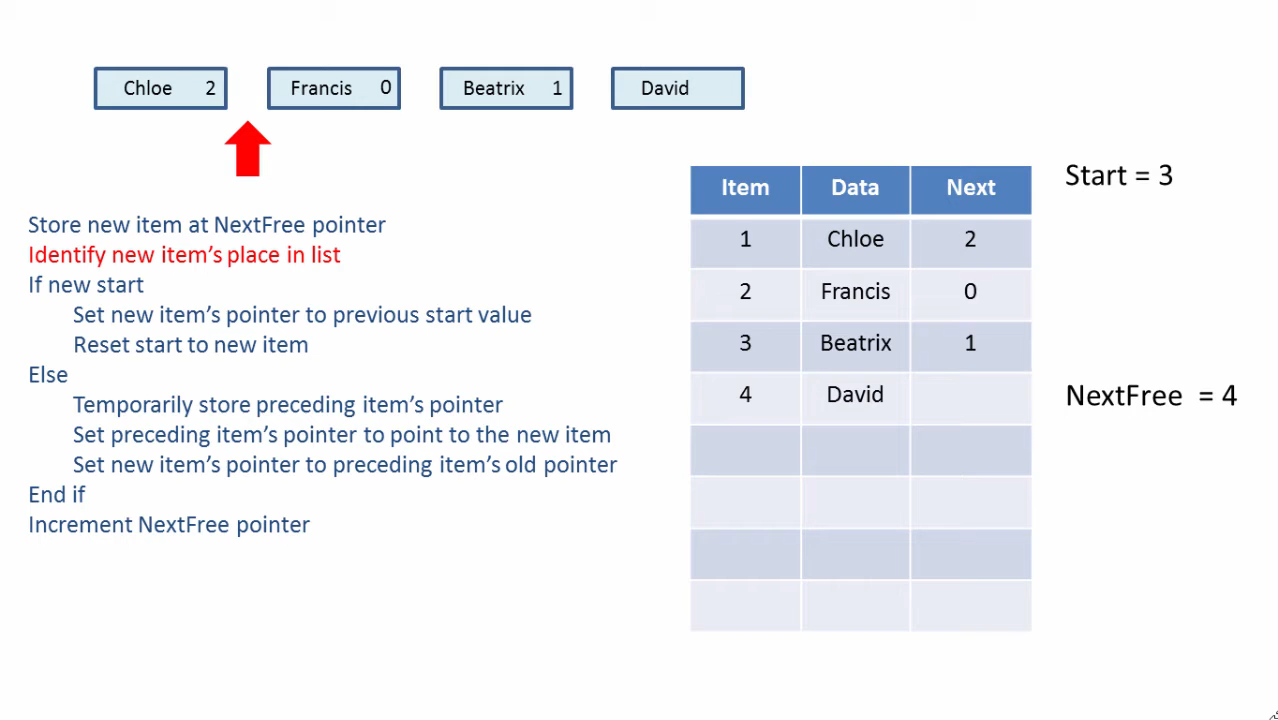 Chloe 2 Francis 0 Beatrix 1 David
Start = 3
Item Data Next
1 Chloe 2
2 Francis 0
3 Beatrix 1
4 David
NextFree = 4
Store new item at NextFree pointer
Identify new item's place in list
If new start
Set new item's pointer to previous start value
Reset start to new item
Else
Temporarily store preceding item's pointer
Set preceding item's pointer to point to the new item
Set new item's pointer to preceding item's old pointer
End if
Increment NextFree pointer